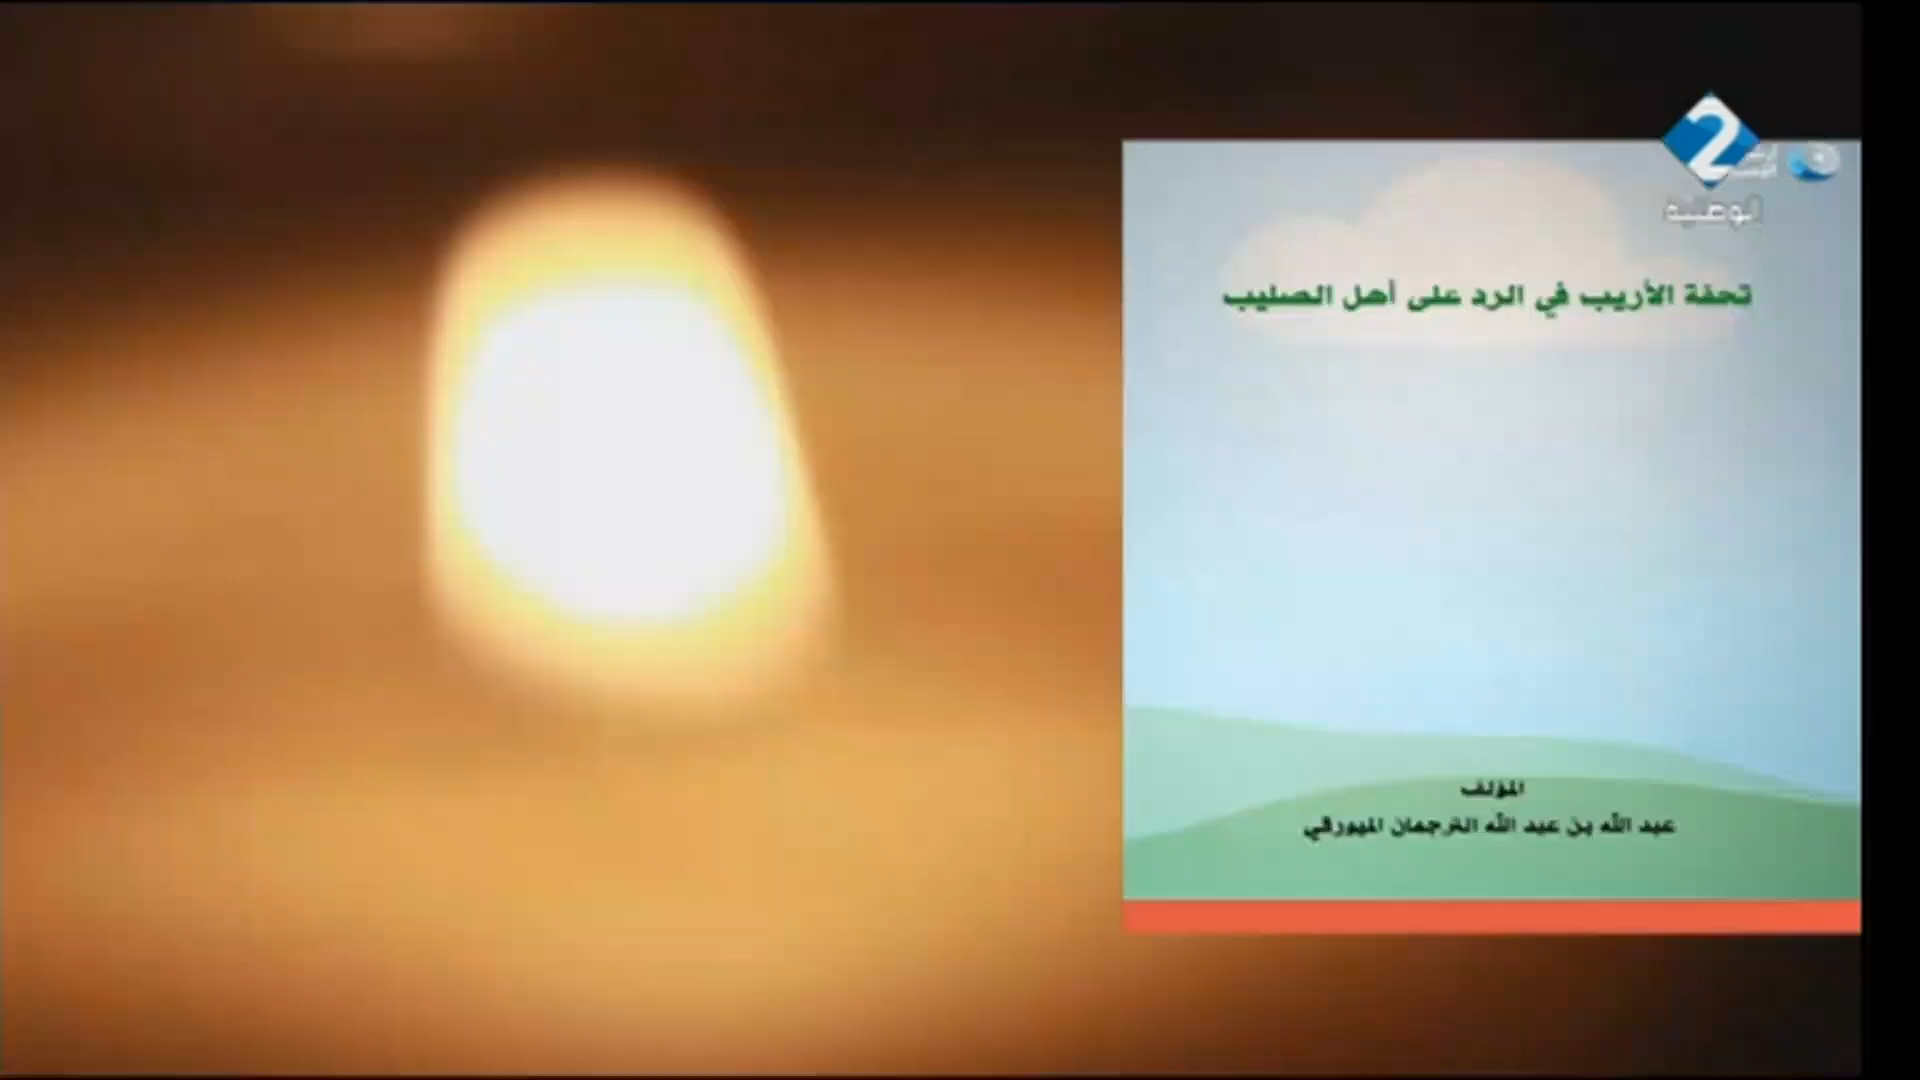 2
الوطنية
تحفة الأريب في الرد على أهل الصليب
المؤلف
عبد الله بن عبد الله الترجمان الميورقي